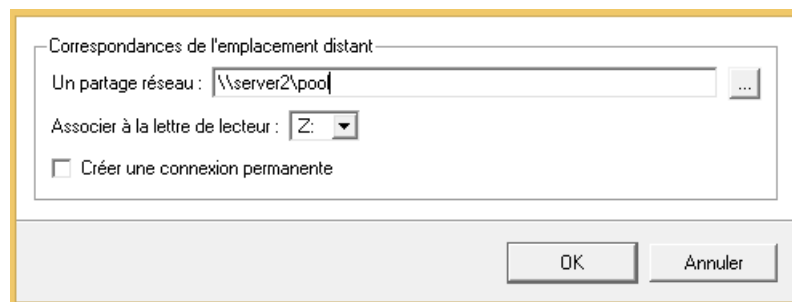 Correspondances de l'emplacement distant
Un partage réseau : \\server2\pool ...
Associer à la lettre de lecteur : Z:
Créer une connexion permanente
OK Annuler